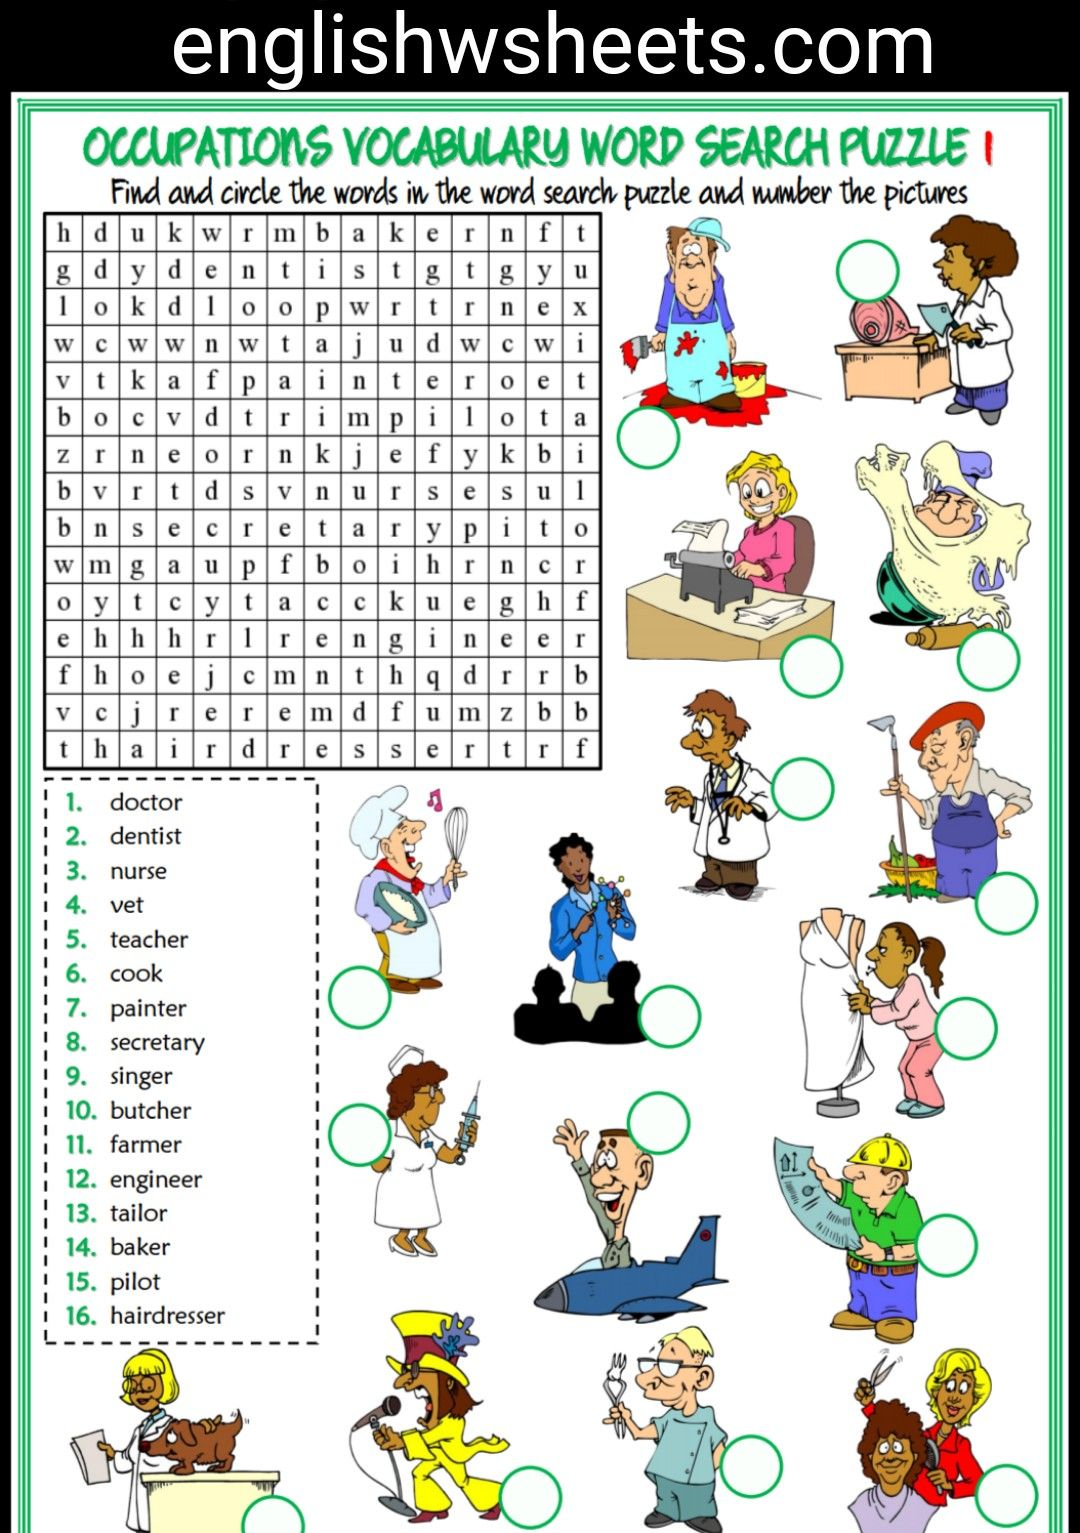 englishwsheets.com
OCCUPATIONS VOCABULARY WORD SEARCH PUZZLE 1
Find and circle the words in the word search puzzle and number the pictures
h d u k w r m b a k e r n f t
g d y d e n t i s t g t g y u
l o k d l o o p w r t r n e x
w c w w n w t a j u d w c w i
v t k a f p a i n t e r o e t
b o c v d t r i m p i l o t a
z r n e o r n k j e f y k b i
b v r t d s v n u r s e s u l
b n s e c r e t a r y p i t o
w m g a u p f b o i h r n c r
o y t c y t a c c k u e g h f
e h h h r l r e n g i n e e r
f h o e j c m n t h q d r r b
v c j r e r e m d f u m z b b
t h a i r d r e s s e r t r f
1. doctor
2. dentist
3. nurse
4. vet
5. teacher
6. cook
7. painter
8. secretary
9. singer
10. butcher
11. farmer
12. engineer
13. tailor
14. baker
15. pilot
16. hairdresser